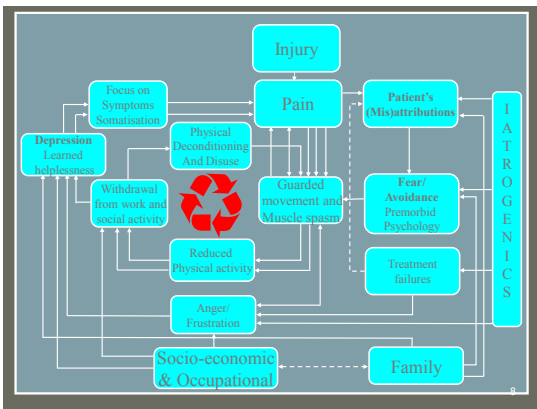 Injury
Focus on
Symptoms
Somatisation
Pain
Patient's
(Mis)attributions
Depression
Learned
helplessness
Physical
Deconditioning
And Disuse
Withdrawal
from work and
social activity
Guarded
movement and
Muscle spasm
Fear/
Avoidance
Premorbid
Psychology
I
A
T
R
O
G
E
N
I
C
S
Reduced
Physical activity
Treatment
failures
Anger/
Frustration
Socio-economic
& Occupational
Family
8